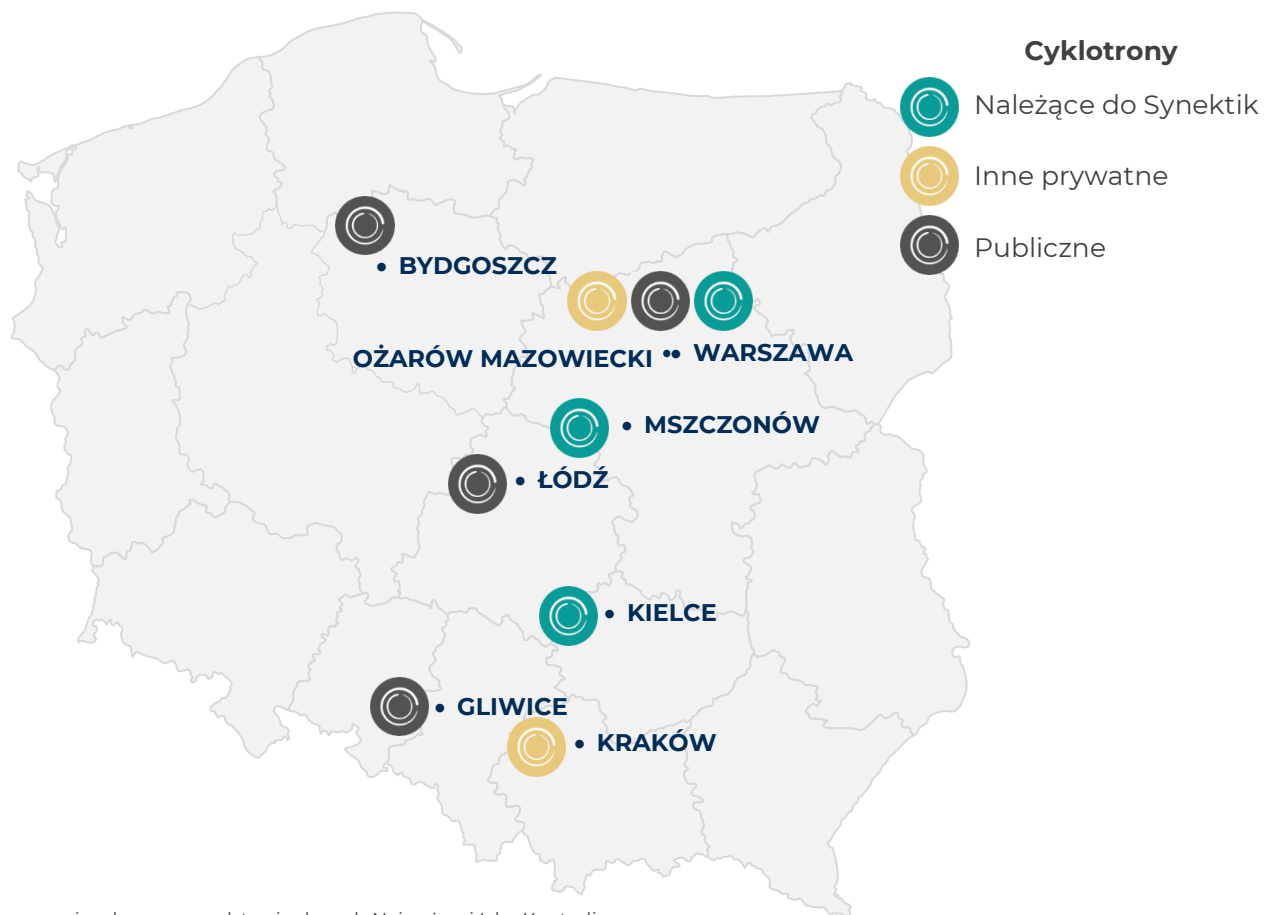 Cyklotrony
Należące do Synektik
Inne prywatne
Publiczne
BYDGOSZCZ
OŻARÓW MAZOWIECKI
WARSZAWA
MSZCZONÓW
ŁÓDŹ
KIELCE
GLIWICE
KRAKÓW